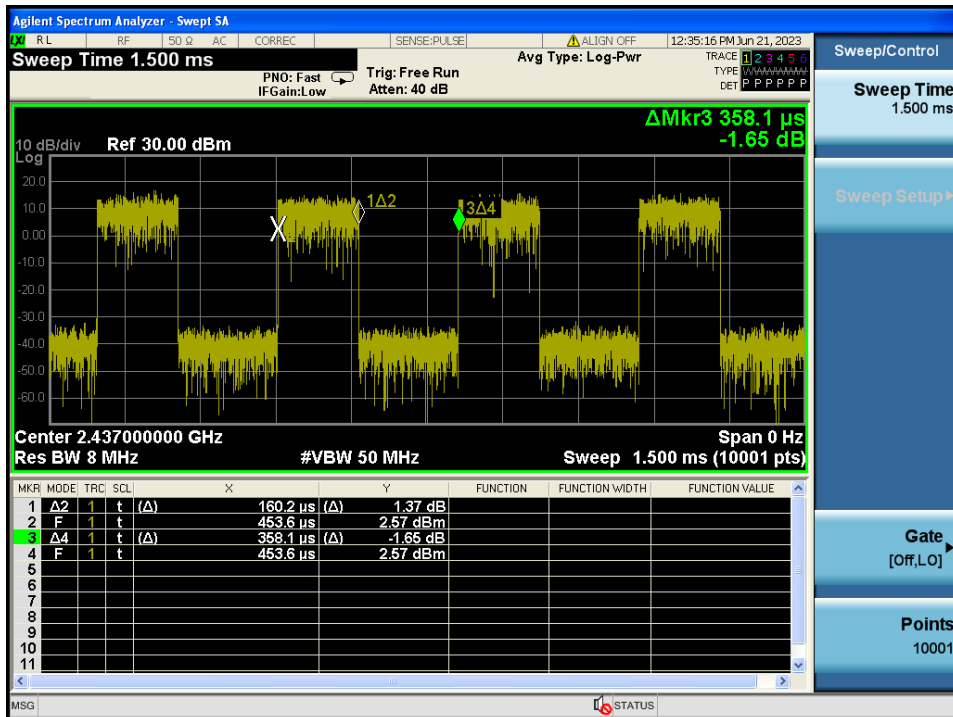 Agilent Spectrum Analyzer - Swept SA
LXI RL RF 50 Ω AC CORREC SENSE:PULSE ALIGN OFF 12:35:16 PM Jun 21, 2023
Sweep Time 1.500 ms
PNO: Fast
IFGain:Low
Trig: Free Run
Atten: 40 dB
Avg Type: Log-Pwr
TRACE 1 2 3 4 5 6
TYPE
DET P P P P P P
ΔMkr3 358.1 µs
-1.65 dB
10 dB/div Ref 30.00 dBm
Log
20.0
10.0
0.00
-10.0
-20.0
-30.0
-40.0
-50.0
-60.0
X
1Δ2
3Δ4
Center 2.437000000 GHz Span 0 Hz
Res BW 8 MHz #VBW 50 MHz Sweep 1.500 ms (10001 pts)
MKR MODE TRC SCL X Y FUNCTION FUNCTION WIDTH FUNCTION VALUE
1 Δ2 1 t (Δ) 160.2 µs (Δ) 1.37 dB
2 F 1 t 453.6 µs 2.57 dBm
3 Δ4 1 t (Δ) 358.1 µs (Δ) -1.65 dB
4 F 1 t 453.6 µs 2.57 dBm
5
6
7
8
9
10
11
MSG STATUS
Sweep/Control
Sweep Time
1.500 ms
Sweep Setup
Gate
[Off,LO]
Points
10001